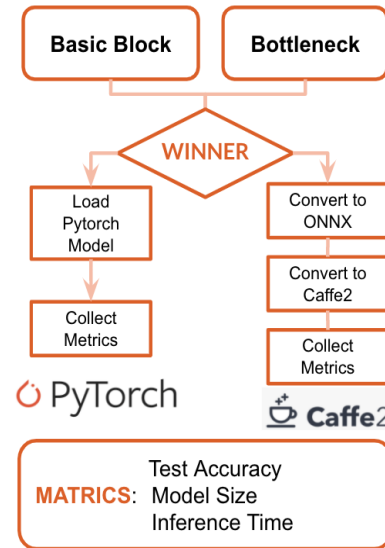 Basic Block
Bottleneck
WINNER
Load
Pytorch
Model
Collect
Metrics
Convert to
ONNX
Convert to
Caffe2
Collect
Metrics
PyTorch
Caffe2
Test Accuracy
MATRICS: Model Size
Inference Time